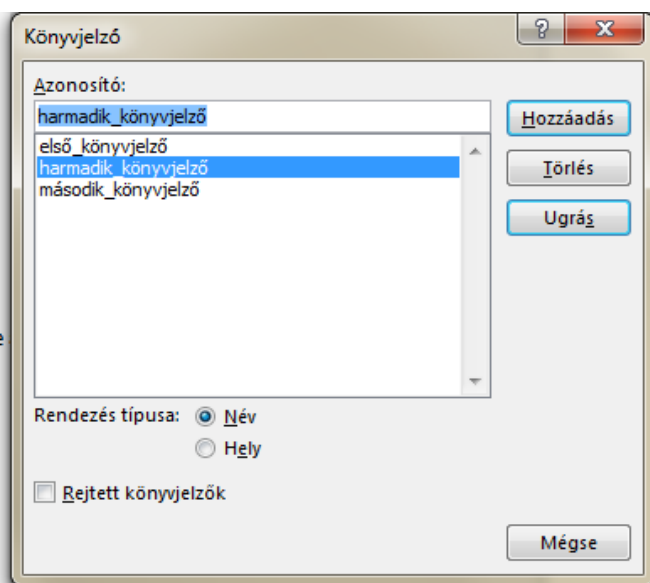 Könyvjelző
?
Azonosító:
harmadik_könyvjelző
Hozzáadás
első_könyvjelző
harmadik_könyvjelző
Törlés
második_könyvjelző
Ugrás
e
Rendezés típusa:
Név
Hely
Rejtett könyvjelzők
Mégse